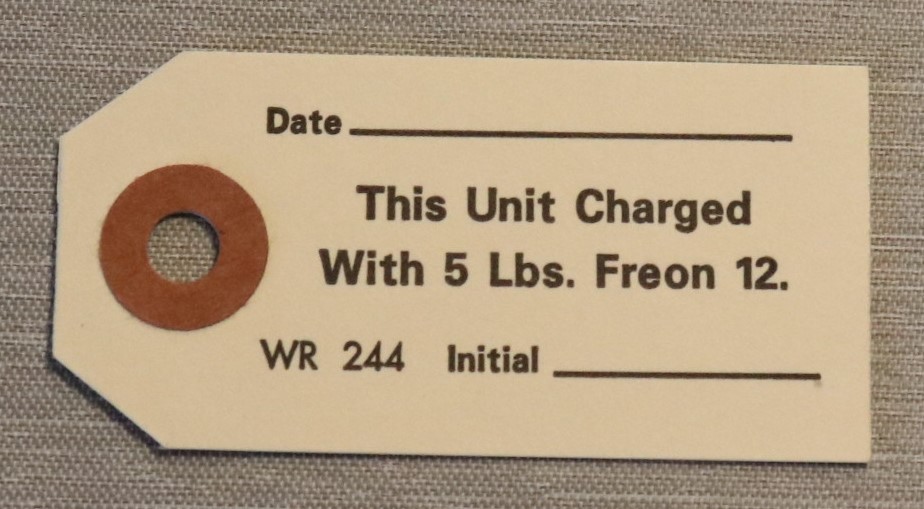 Date
This Unit Charged
With 5 Lbs. Freon 12.
WR 244 Initial